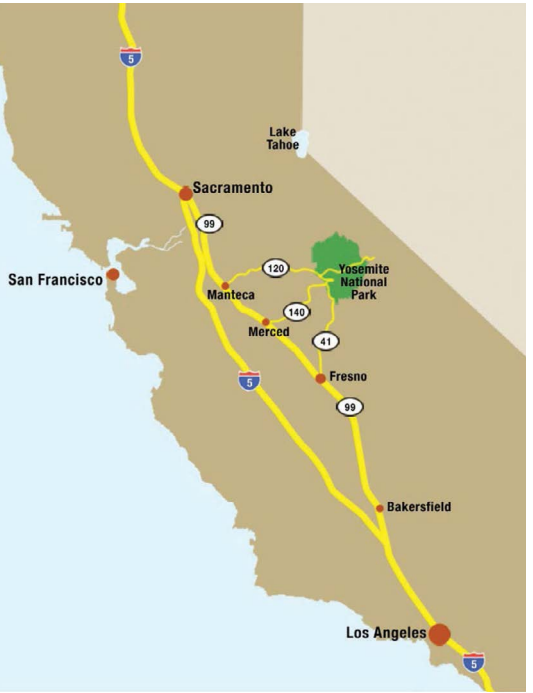 5
Lake
Tahoe
Sacramento
99
San Francisco
120
Yosemite
National
Park
Manteca
140
Merced
41
5
Fresno
99
Bakersfield
Los Angeles
5